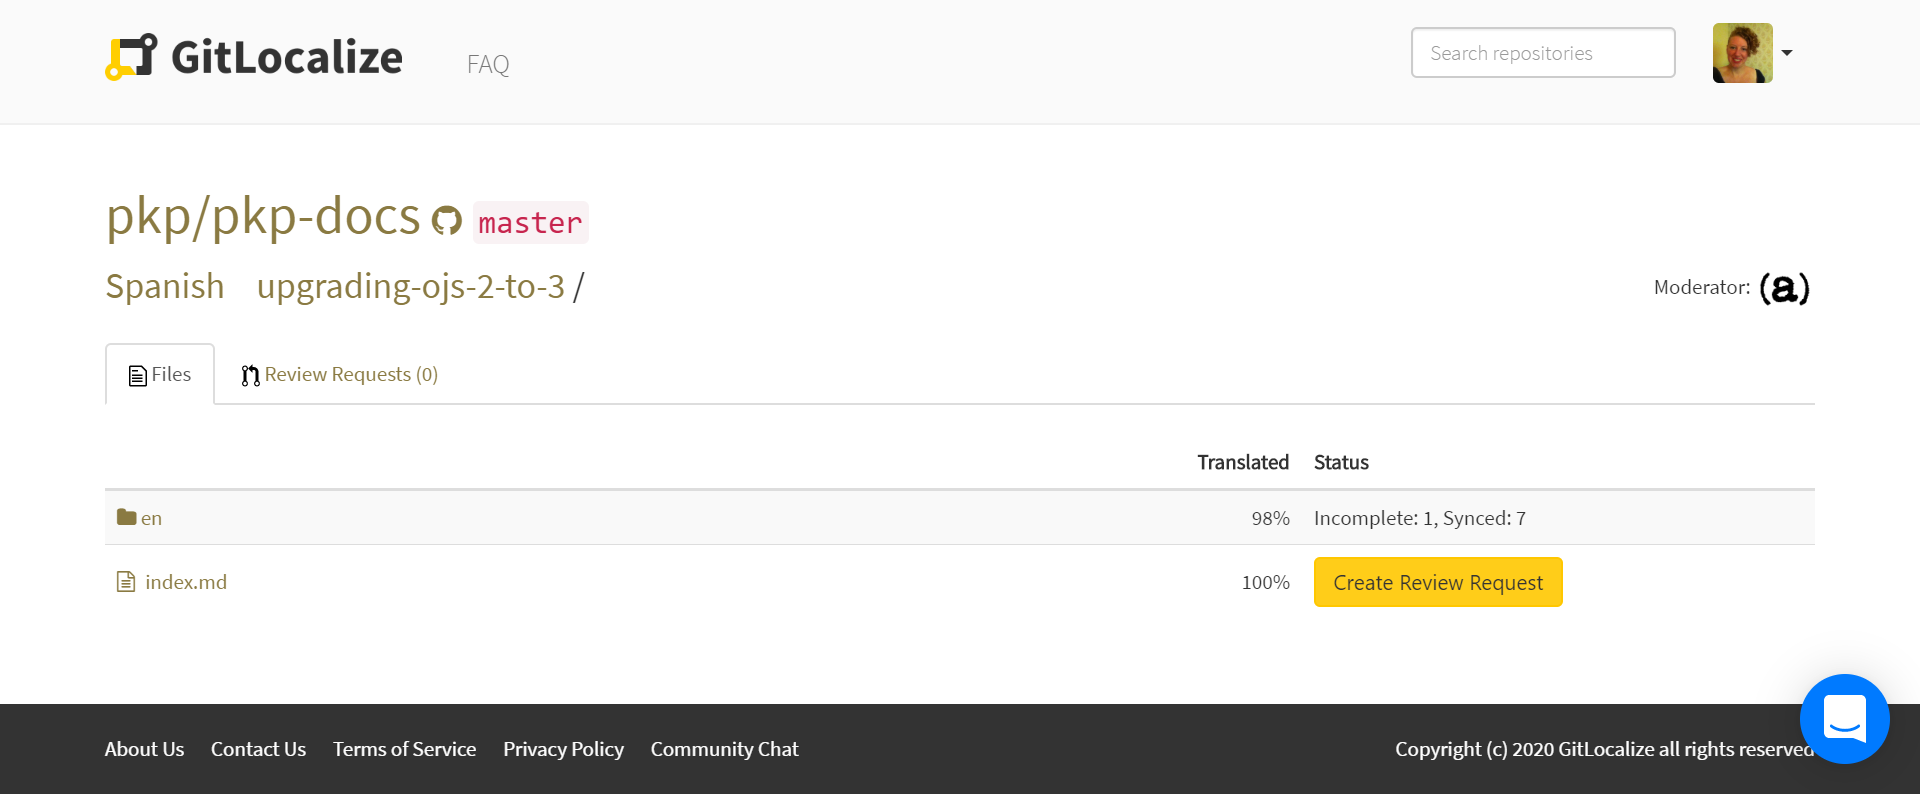 GitLocalize FAQ Search repositories
pkp/pkp-docs master
Spanish upgrading-ojs-2-to-3 / Moderator: (a)
Files Review Requests (0)
Translated Status
en 98% Incomplete: 1, Synced: 7
index.md 100% Create Review Request
About Us Contact Us Terms of Service Privacy Policy Community Chat Copyright (c) 2020 GitLocalize all rights reserved